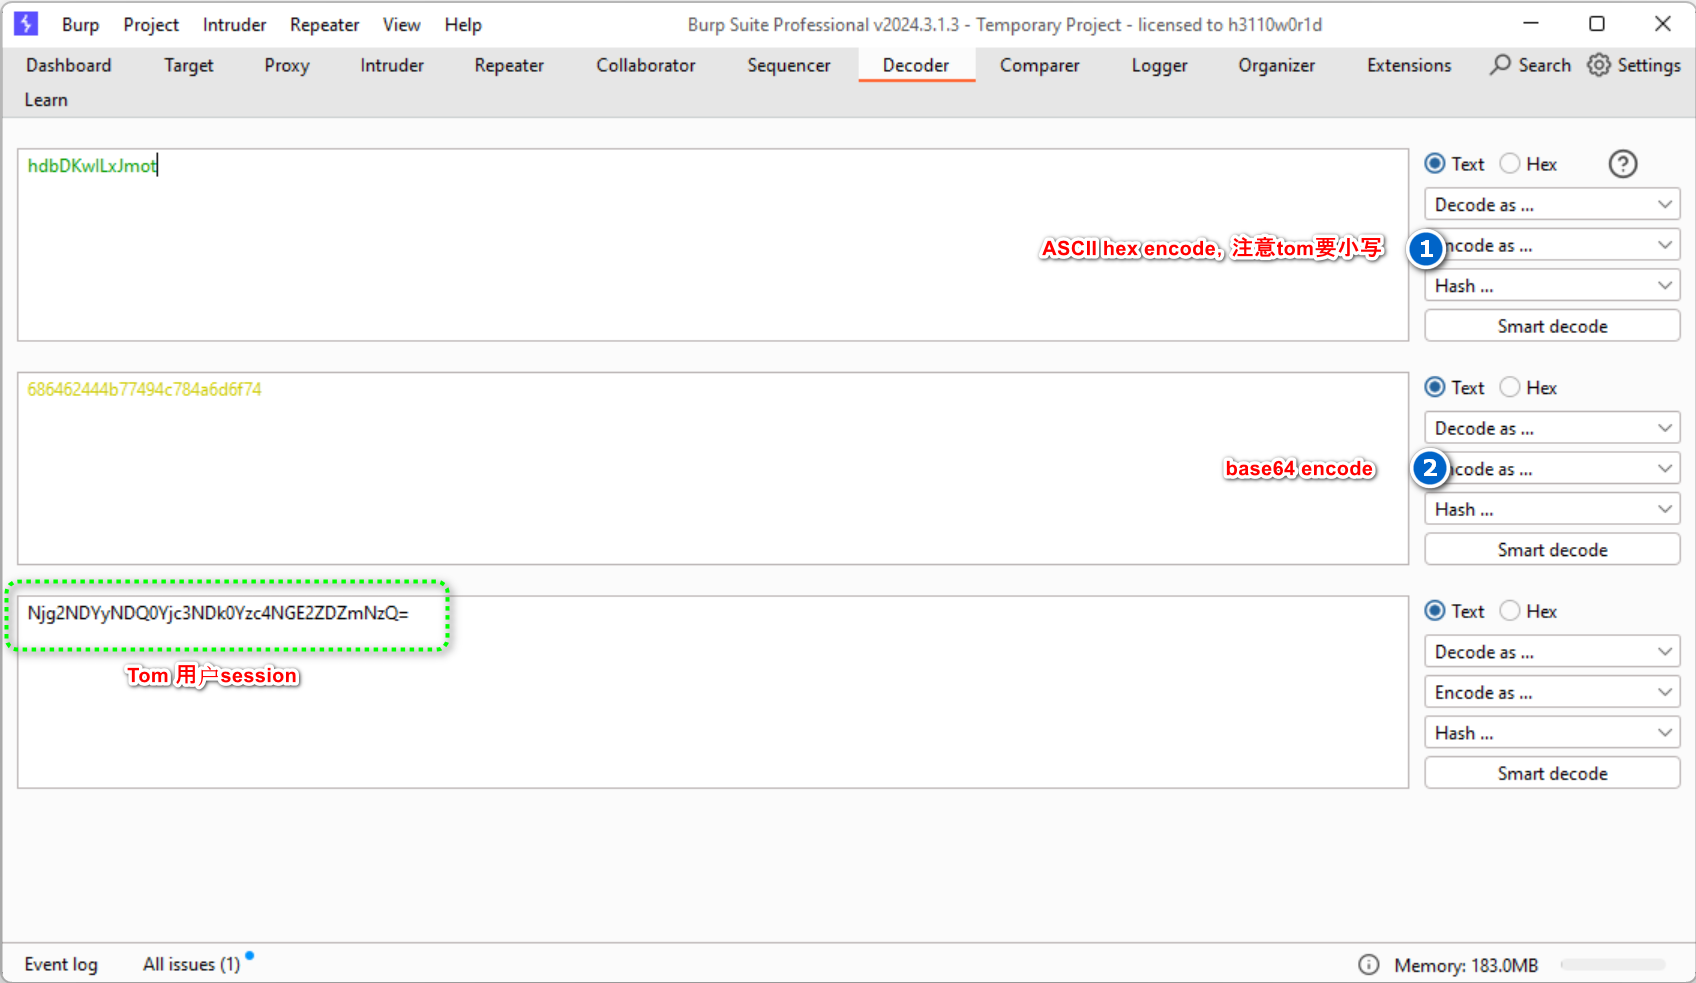 Burp Project Intruder Repeater View Help Burp Suite Professional v2024.3.1.3 - Temporary Project - licensed to h3110w0r1d
Dashboard Target Proxy Intruder Repeater Collaborator Sequencer Decoder Comparer Logger Organizer Extensions Search Settings
Learn
hdbDKwILxJmot
Text Hex
Decode as ...
ASCII hex encode, 注意tom要小写
1 ncode as ...
Hash ...
Smart decode
686462444b77494c784a6d6f74
Text Hex
Decode as ...
base64 encode
2 code as ...
Hash ...
Smart decode
Njg2NDYyNDQ0Yjc3NDk0Yzc4NGE2ZDZmNzQ=
Text Hex
Decode as ...
Tom 用户session
Encode as ...
Hash ...
Smart decode
Event log All issues (1) Memory: 183.0MB